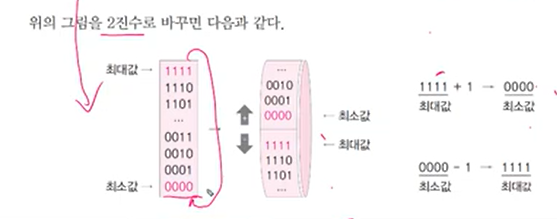 위의 그림을 2진수로 바꾸면 다음과 같다.
최대값 → 1111
1110
1101
...
0011
0010
0001
최소값 → 0000
...
0010
0001
0000 ← 최소값
1111 ← 최대값
1110
1101
...
1111 + 1 → 0000
최대값 최소값
0000 - 1 → 1111
최소값 최대값